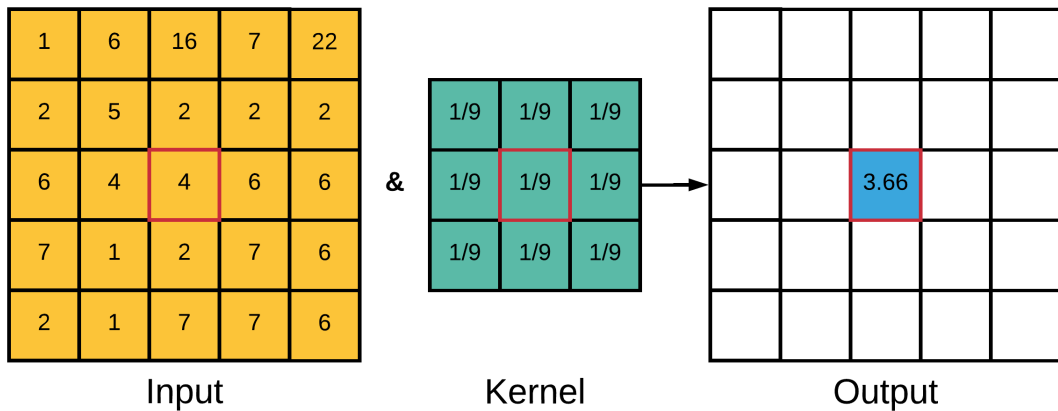 1 6 16 7 22
2 5 2 2 2
1/9 1/9 1/9
6 4 4 6 6
&
1/9 1/9 1/9
3.66
7 1 2 7 6
1/9 1/9 1/9
2 1 7 7 6
Input
Kernel
Output